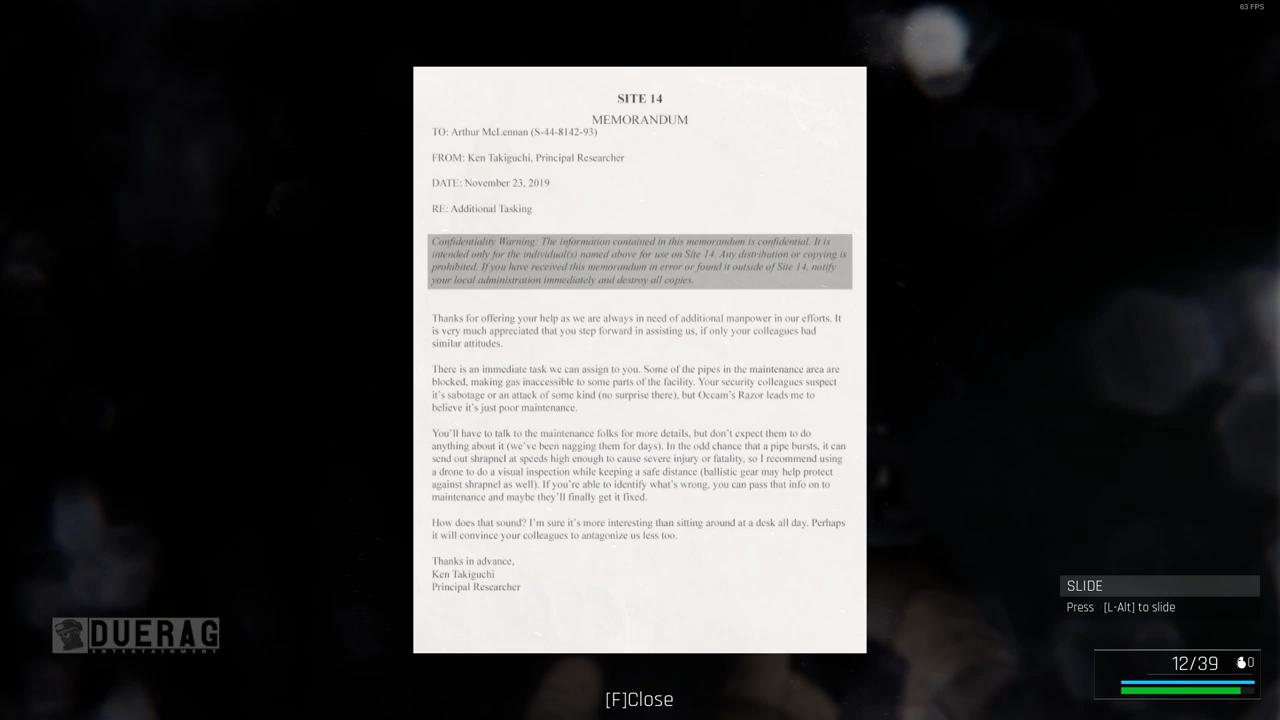 63 FPS
SITE 14
MEMORANDUM
TO: Arthur McLennan (S-44-8142-93)
FROM: Ken Takiguchi, Principal Researcher
DATE: November 23, 2019
RE: Additional Tasking
Confidentiality Warning: The information contained in this memorandum is confidential. It is
intended only for the individual(s) named above for use on Site 14. Any distribution or copying is
prohibited. If you have received this memorandum in error or found it outside of Site 14, notify
your local administration immediately and destroy all copies.
Thanks for offering your help as we are always in need of additional manpower in our efforts. It
is very much appreciated that you step forward in assisting us, if only your colleagues had
similar attitudes.
There is an immediate task we can assign to you. Some of the pipes in the maintenance area are
blocked, making gas inaccessible to some parts of the facility. Your security colleagues suspect
it's sabotage or an attack of some kind (no surprise there), but Occam's Razor leads me to
believe it's just poor maintenance.
You'll have to talk to the maintenance folks for more details, but don't expect them to do
anything about it (we've been nagging them for days). In the odd chance that a pipe bursts, it can
send out shrapnel at speeds high enough to cause severe injury or fatality, so I recommend using
a drone to do a visual inspection while keeping a safe distance (ballistic gear may help protect
against shrapnel as well). If you're able to identify what's wrong, you can pass that info on to
maintenance and maybe they'll finally get it fixed.
How does that sound? I'm sure it's more interesting than sitting around at a desk all day. Perhaps
it will convince your colleagues to antagonize us less too.
Thanks in advance,
Ken Takiguchi
Principal Researcher
SLIDE
Press [L-Alt] to slide
DUERAG
ENTERTAINMENT
12/39
0
[F]Close